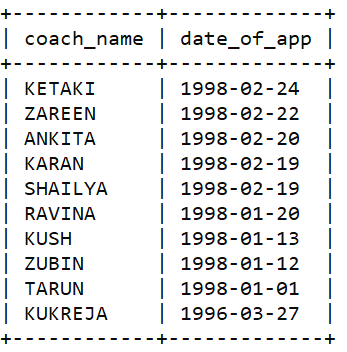 +------------+-------------+
| coach_name | date_of_app |
+------------+-------------+
| KETAKI     | 1998-02-24  |
| ZAREEN     | 1998-02-22  |
| ANKITA     | 1998-02-20  |
| KARAN      | 1998-02-19  |
| SHAILYA    | 1998-02-19  |
| RAVINA     | 1998-01-20  |
| KUSH       | 1998-01-13  |
| ZUBIN      | 1998-01-12  |
| TARUN      | 1998-01-01  |
| KUKREJA    | 1996-03-27  |
+------------+-------------+